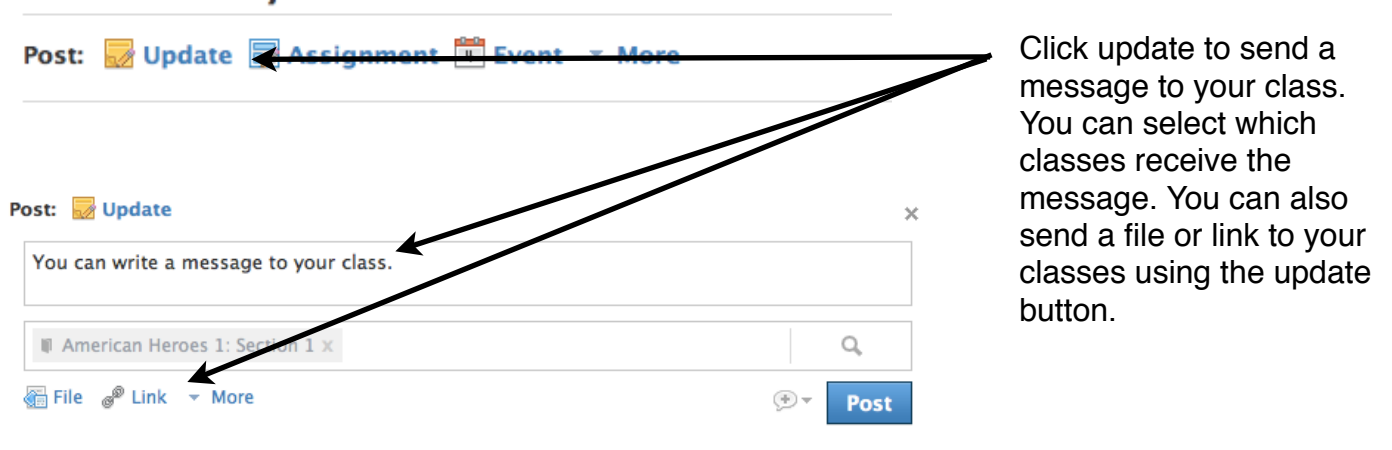 Post: Update Assignment Event More
Click update to send a
message to your class.
You can select which
classes receive the
message. You can also
send a file or link to your
classes using the update
button.
Post: Update ×
You can write a message to your class.
American Heroes 1: Section 1 x
File Link More Post